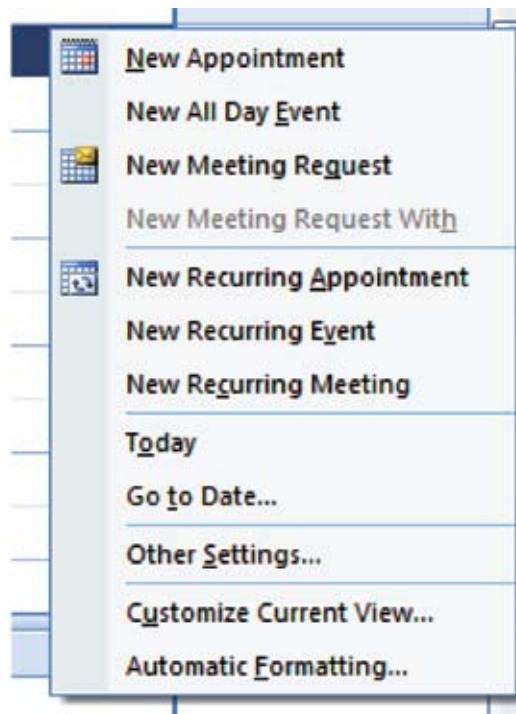 New Appointment
New All Day Event
New Meeting Request
New Meeting Request With
New Recurring Appointment
New Recurring Event
New Recurring Meeting
Today
Go to Date...
Other Settings...
Customize Current View...
Automatic Formatting...